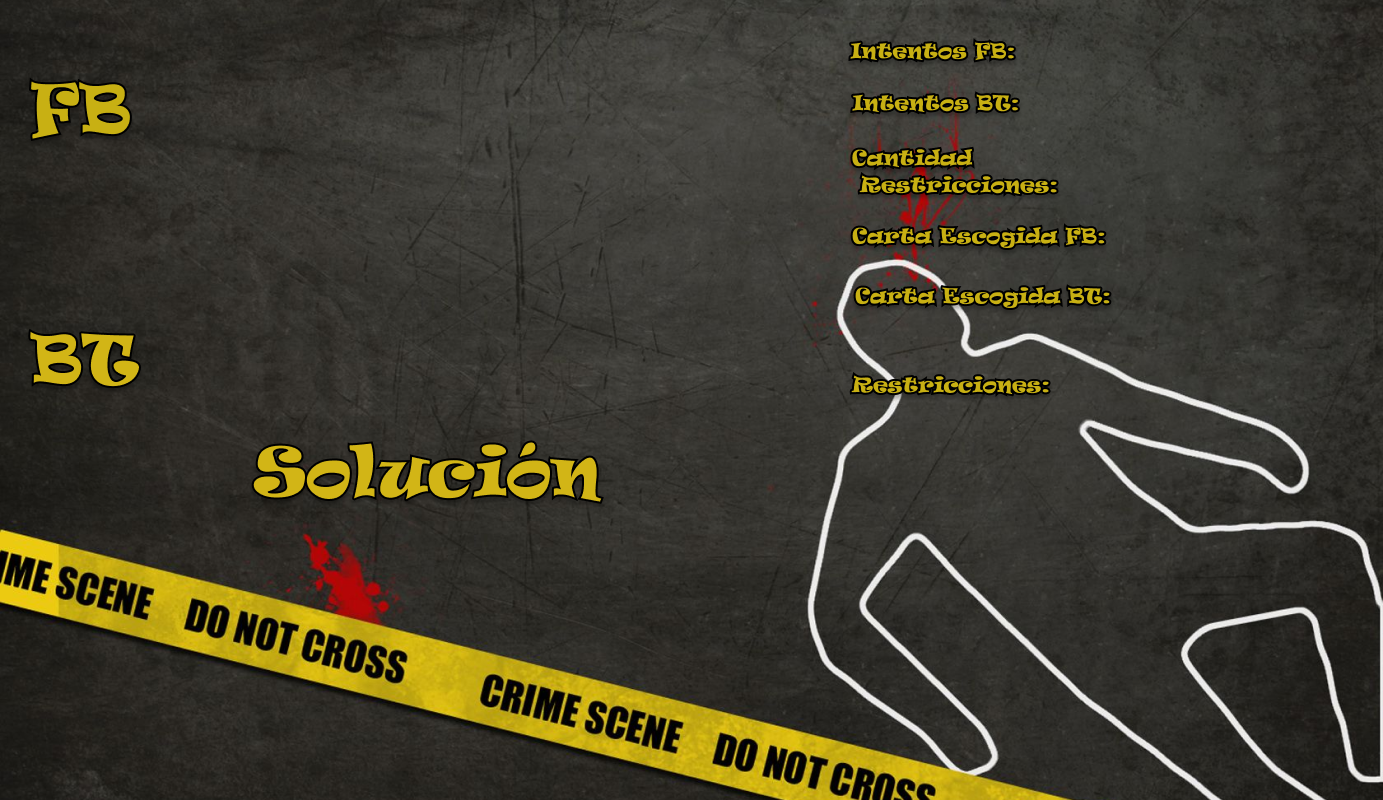 FB
BT
Solución
Intentos FB:
Intentos BT:
Cantidad
Restricciones:
Carta Escogida FB:
Carta Escogida BT:
Restricciones:
IME SCENE DO NOT CROSS CRIME SCENE DO NOT CROSS